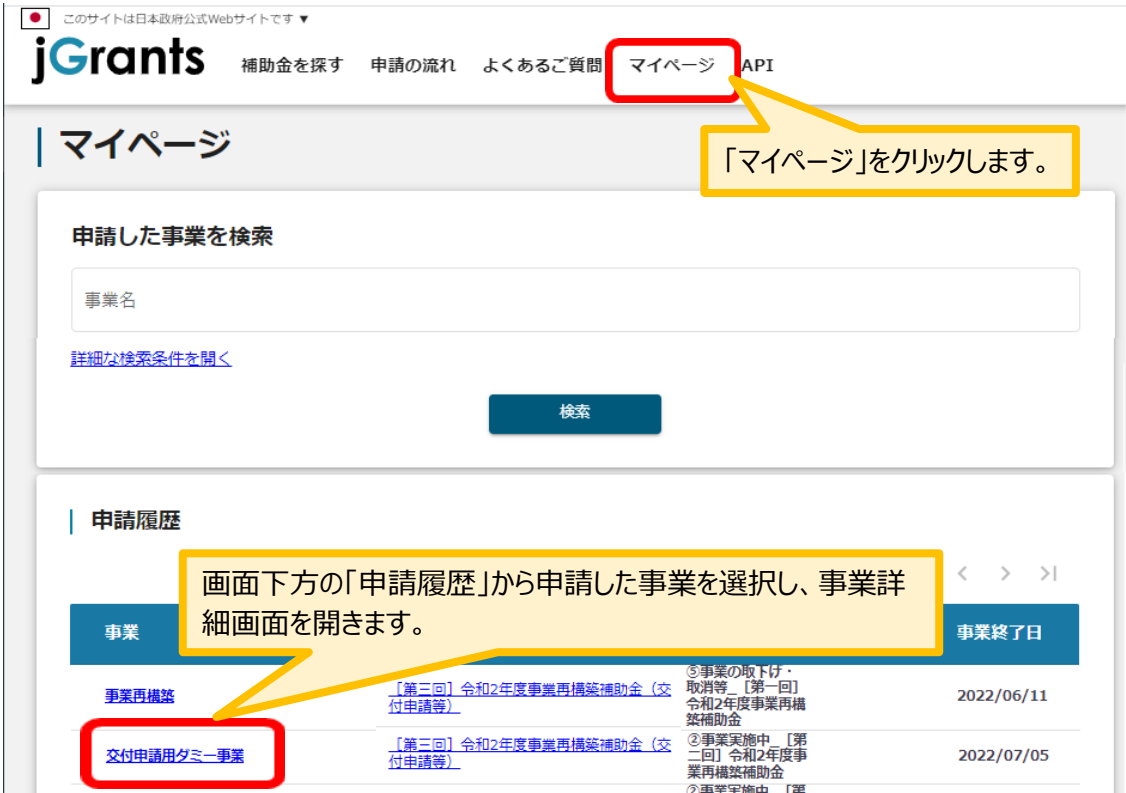 このサイトは日本政府公式Webサイトです ▼
jGrants
補助金を探す 申請の流れ よくあるご質問 マイページ API
マイページ
「マイページ」をクリックします。
申請した事業を検索
事業名
詳細な検索条件を開く
検索
申請履歴
画面下方の「申請履歴」から申請した事業を選択し、事業詳
細画面を開きます。
< > >|
事業 事業終了日
事業再構築
［第三回］令和2年度事業再構築補助金（交
付申請等）
⑤事業の取下げ・
取消等_［第一回］
令和2年度事業再構
築補助金
2022/06/11
交付申請用ダミー事業
［第三回］令和2年度事業再構築補助金（交
付申請等）
②事業実施中_［第
二回］令和2年度事
業再構築補助金
2022/07/05
②事業実施中_［第